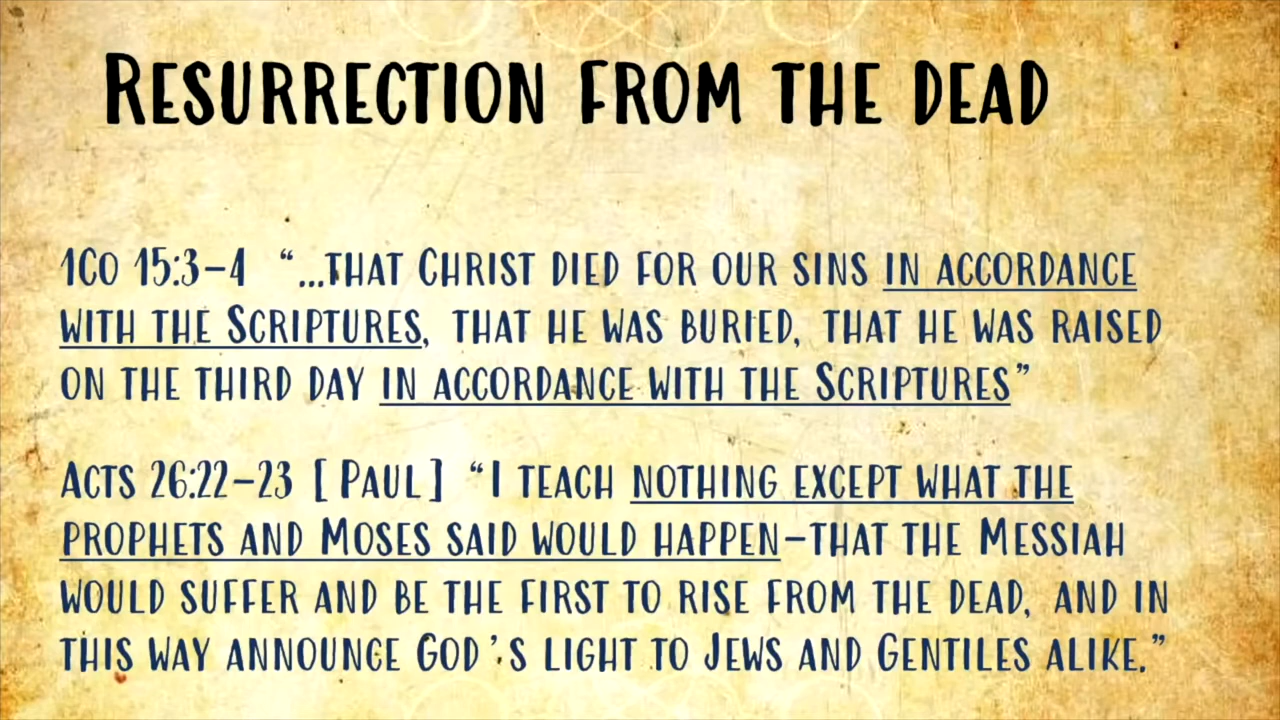 Resurrection from the dead
1Co 15:3–4 “...that Christ died for our sins in accordance
with the Scriptures, that he was buried, that he was raised
on the third day in accordance with the Scriptures”
Acts 26:22–23 [Paul] “I teach nothing except what the
prophets and Moses said would happen–that the Messiah
would suffer and be the first to rise from the dead, and in
this way announce God’s light to Jews and Gentiles alike.”